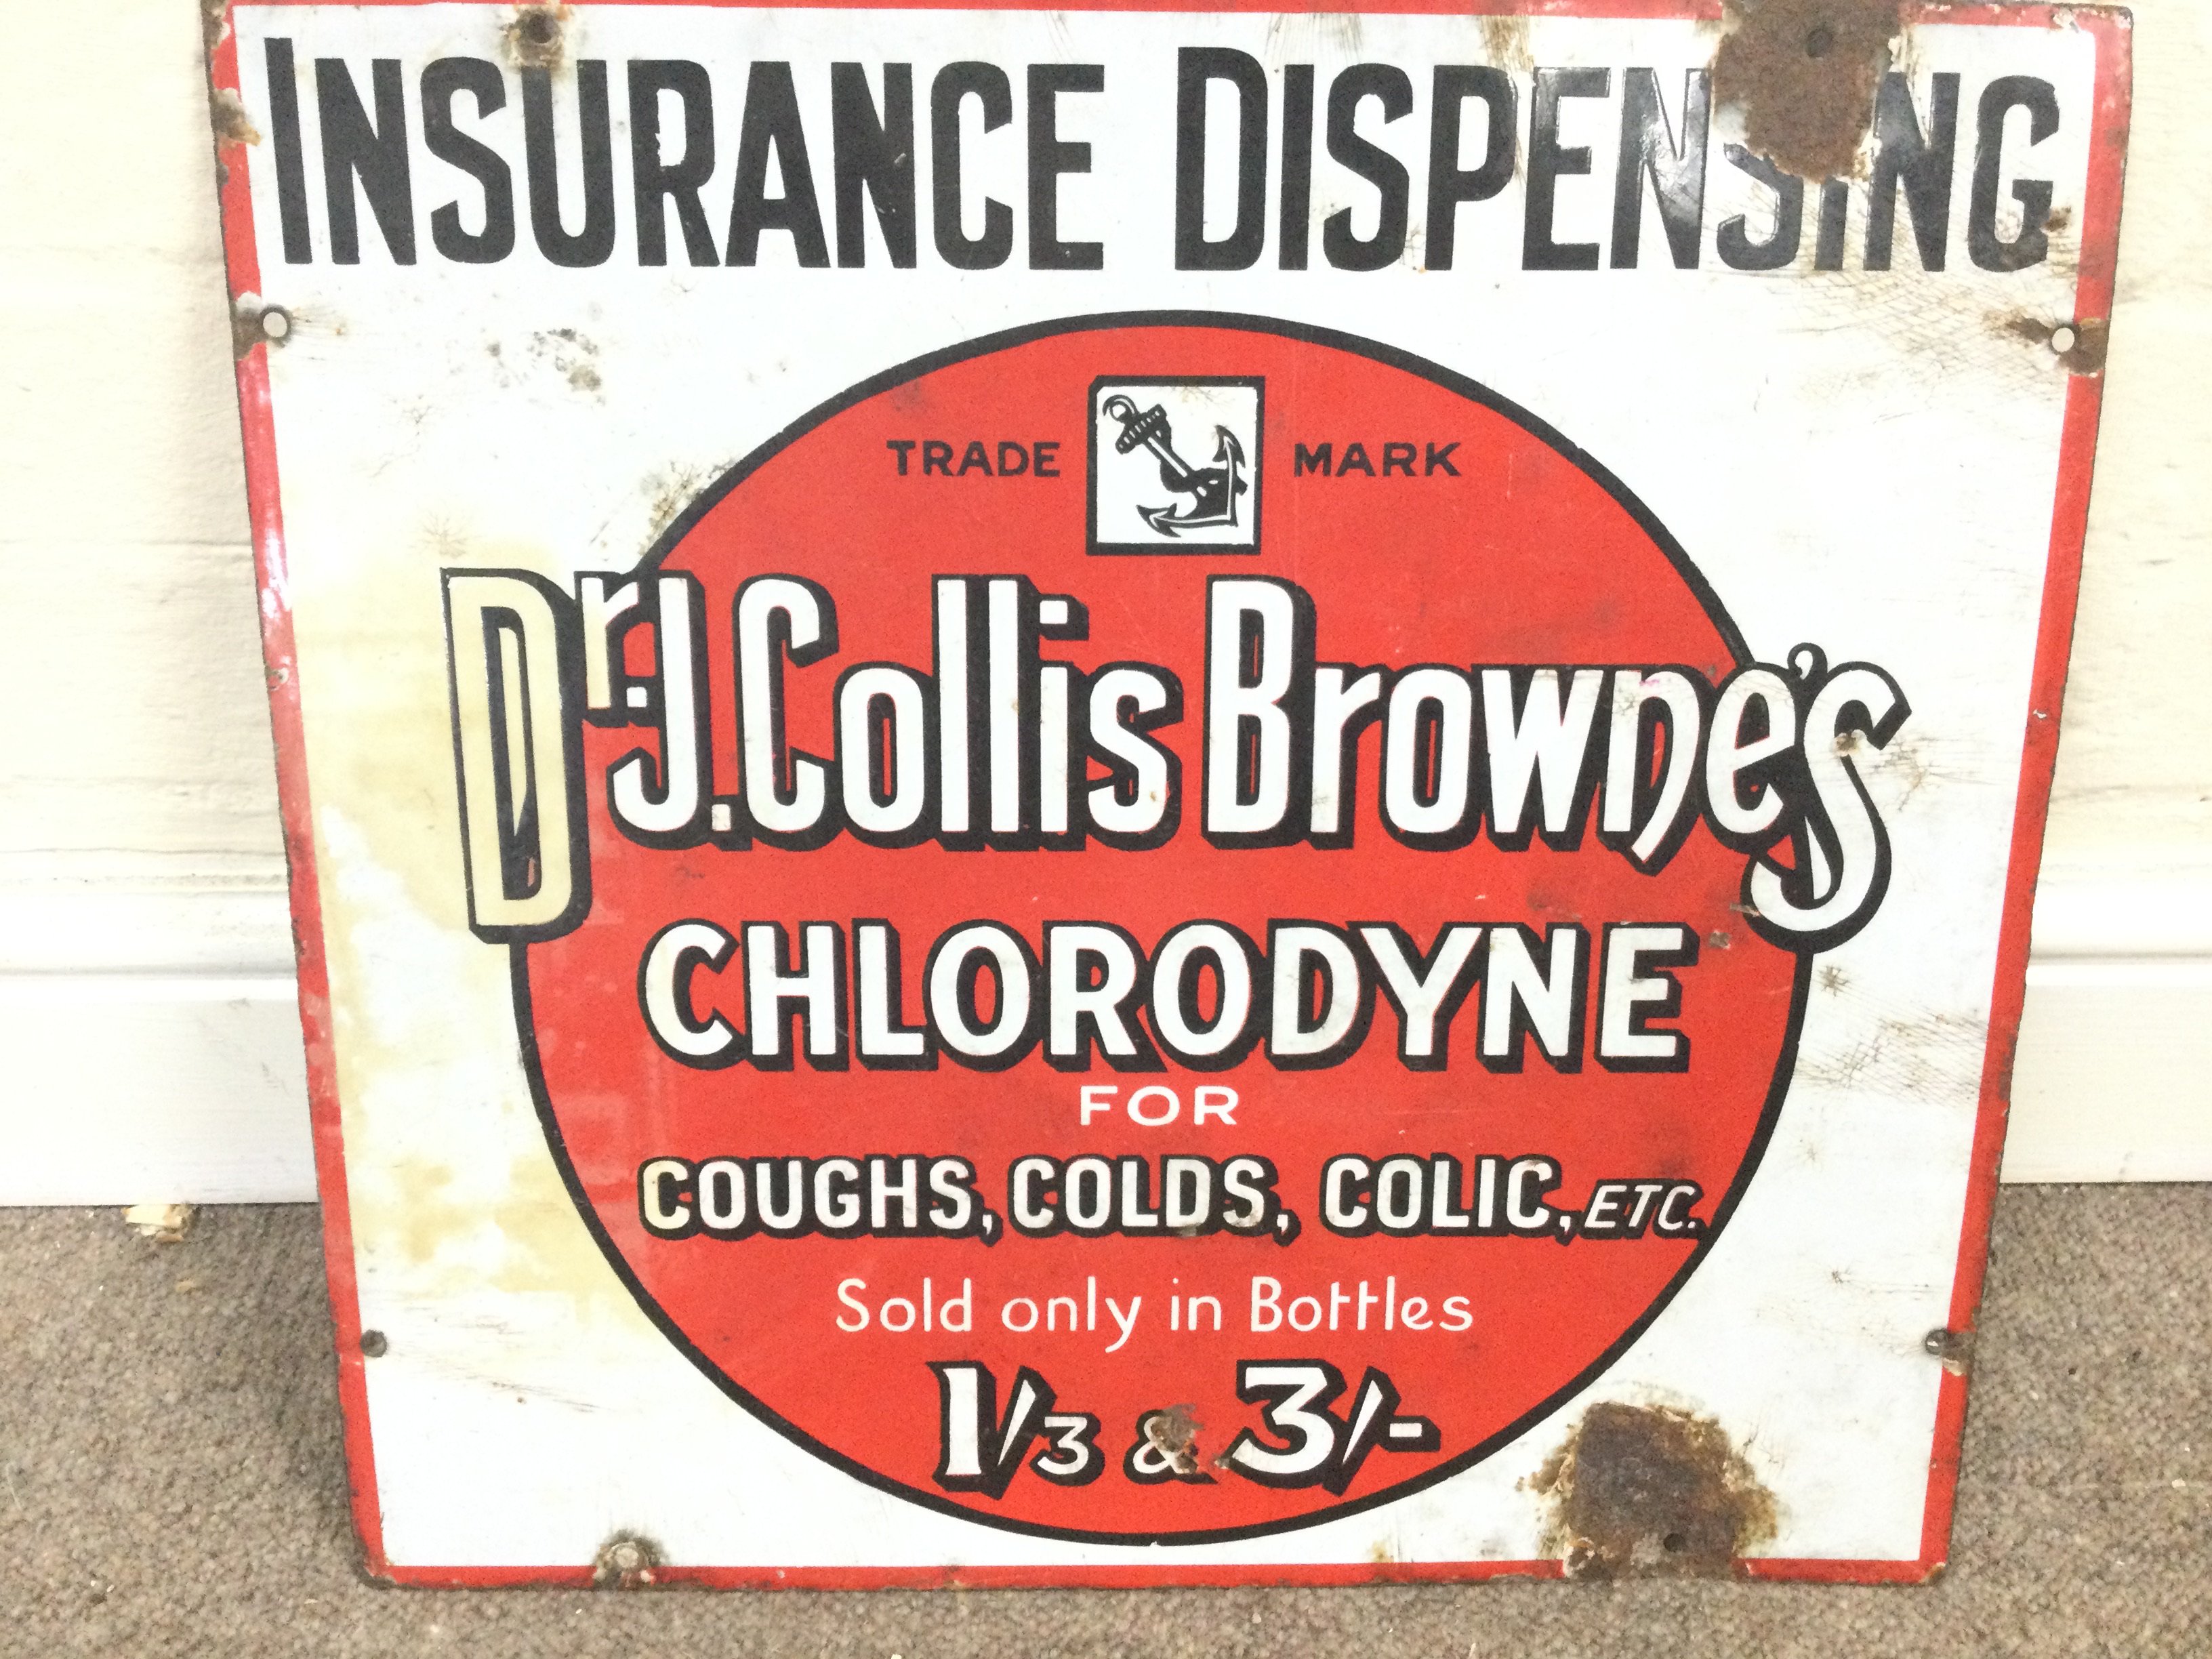 INSURANCE DISPENSING
TRADE MARK
Dr. J. Collis Browne's
CHLORODYNE
FOR
COUGHS, COLDS, COLIC, ETC.
Sold only in Bottles
1/3 & 3/-